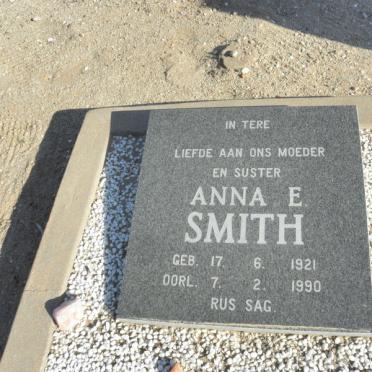 IN TERE
LIEFDE AAN ONS MOEDER
EN SUSTER
ANNA E
SMITH
GEB. 17. 6. 1921
OORL. 7. 2. 1990
RUS SAG.